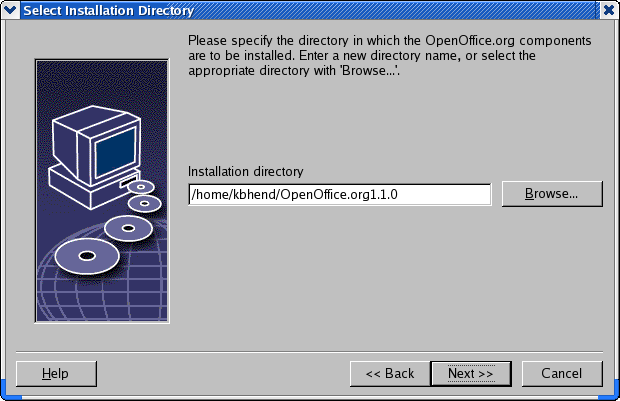 Select Installation Directory
Please specify the directory in which the OpenOffice.org components
are to be installed. Enter a new directory name, or select the
appropriate directory with 'Browse...'.
Installation directory
/home/kbhend/OpenOffice.org1.1.0
Browse...
Help
<< Back
Next >>
Cancel